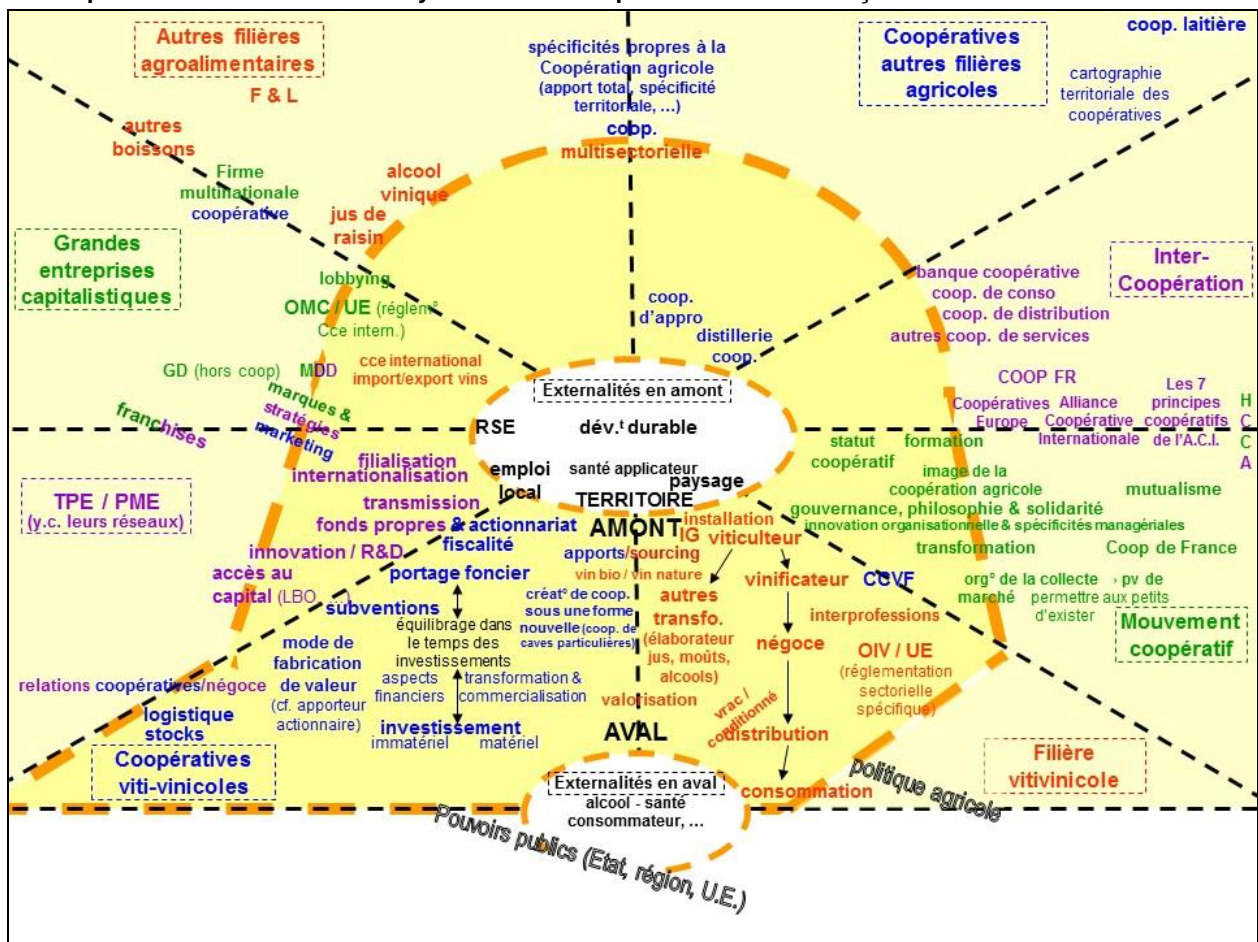 Autres filières
agroalimentaires
F & L
autres
boissons
Firme
multinationale
coopérative
alcool
vinique
jus de
raisin
spécificités propres à la
Coopération agricole
(apport total, spécificité
territoriale, …)
coop.
multisectorielle
Coopératives
autres filières
agricoles
coop. laitière
cartographie
territoriale des
coopératives
Grandes
entreprises
capitalistiques
lobbying
OMC / UE (réglem°
Cce intern.)
GD (hors coop) MDD
cce international
import/export vins
marques &
stratégies
marketing
franchises
coop.
d'appro
distillerie
coop.
banque coopérative
coop. de conso
coop. de distribution
autres coop. de services
Inter-
Coopération
COOP FR
Coopératives
Europe
Alliance
Coopérative
Internationale
Les 7
principes
coopératifs
de l'A.C.I.
H
C
C
A
Externalités en amont
RSE
dév.t durable
emploi
local
santé applicateur
paysage
TERRITOIRE
statut
coopératif
formation
image de la
coopération agricole
mutualisme
gouvernance, philosophie & solidarité
innovation organisationnelle & spécificités managériales
transformation
Coop de France
org° de la collecte → pv de
marché permettre aux petits
d'exister
Mouvement
coopératif
TPE / PME
(y.c. leurs réseaux)
filialisation
internationalisation
transmission
fonds propres & actionnariat
fiscalité
innovation / R&D
accès au
capital (LBO, …)
portage foncier
subventions
équilibrage dans
le temps des
investissements
aspects
financiers
transformation &
commercialisation
investissement
immatériel matériel
mode de
fabrication
de valeur
(cf. apporteur
actionnaire)
relations coopératives/négoce
logistique
stocks
Coopératives
viti-vinicoles
AMONT
apports/sourcing
vin bio / vin nature
créat° de coop.
sous une forme
nouvelle (coop. de
caves particulières)
installation
IG viticulteur
autres
transfo.
(élaborateur
jus, moûts,
alcools)
valorisation
vinificateur
CCVF
interprofessions
négoce
OIV / UE
(réglementation
sectorielle
spécifique)
vrac /
conditionné
distribution
AVAL
consommation
Filière
vitivinicole
politique agricole
Externalités en aval
alcool - santé
consommateur, …
Pouvoirs publics (Etat, région, U.E.)